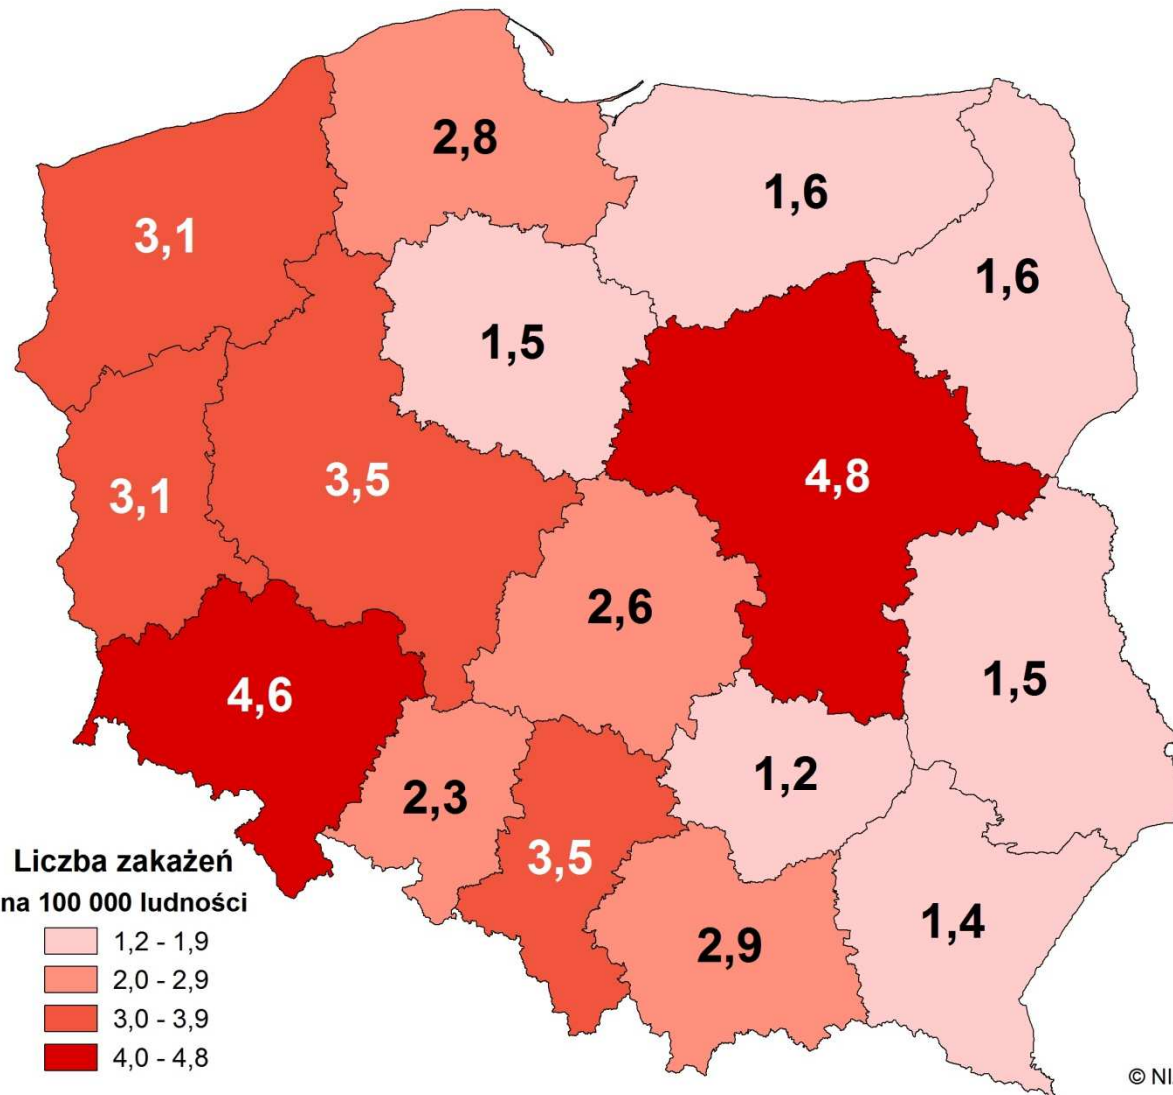 2,8
1,6
3,1
1,6
1,5
3,5
4,8
3,1
2,6
1,5
4,6
1,2
2,3
3,5
1,4
2,9
Liczba zakażeń
na 100 000 ludności
1,2 - 1,9
2,0 - 2,9
3,0 - 3,9
4,0 - 4,8
© NI